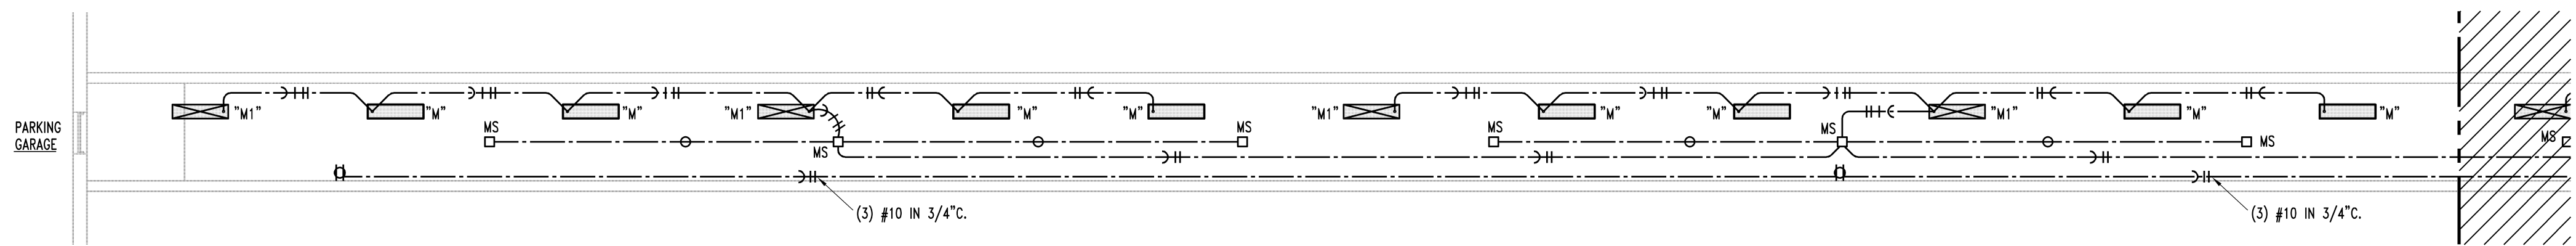 "M1"
"M"
"M"
"M1"
"M"
"M"
"M1"
"M"
"M"
"M1"
"M"
"M"
PARKING
GARAGE
MS
MS
MS
MS
MS
MS
MS
(3) #10 IN 3/4"C.
(3) #10 IN 3/4"C.